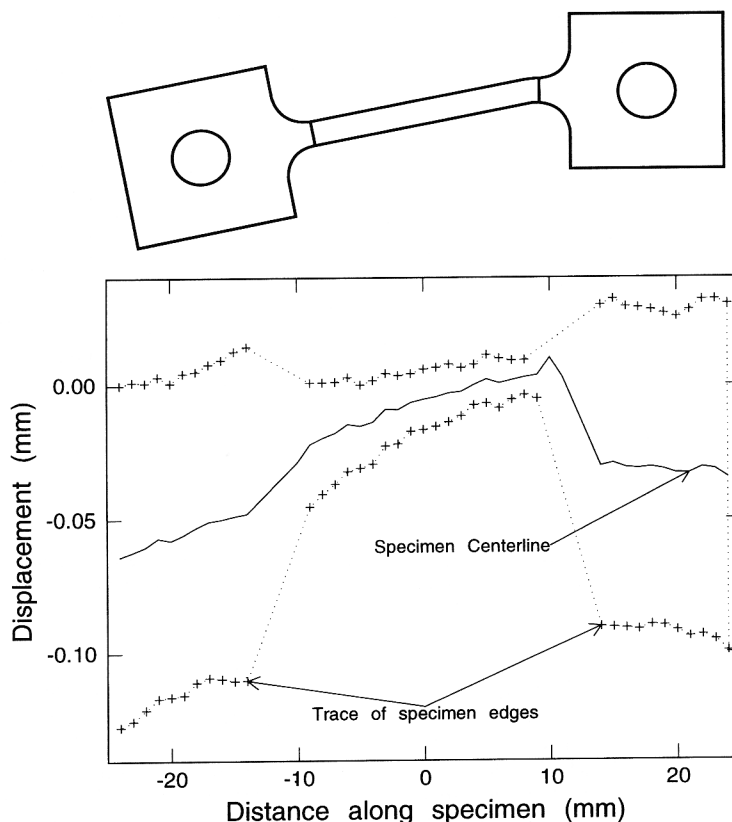 0.00
-0.05
-0.10
Displacement (mm)
Specimen Centerline
Trace of specimen edges
-20 -10 0 10 20
Distance along specimen (mm)